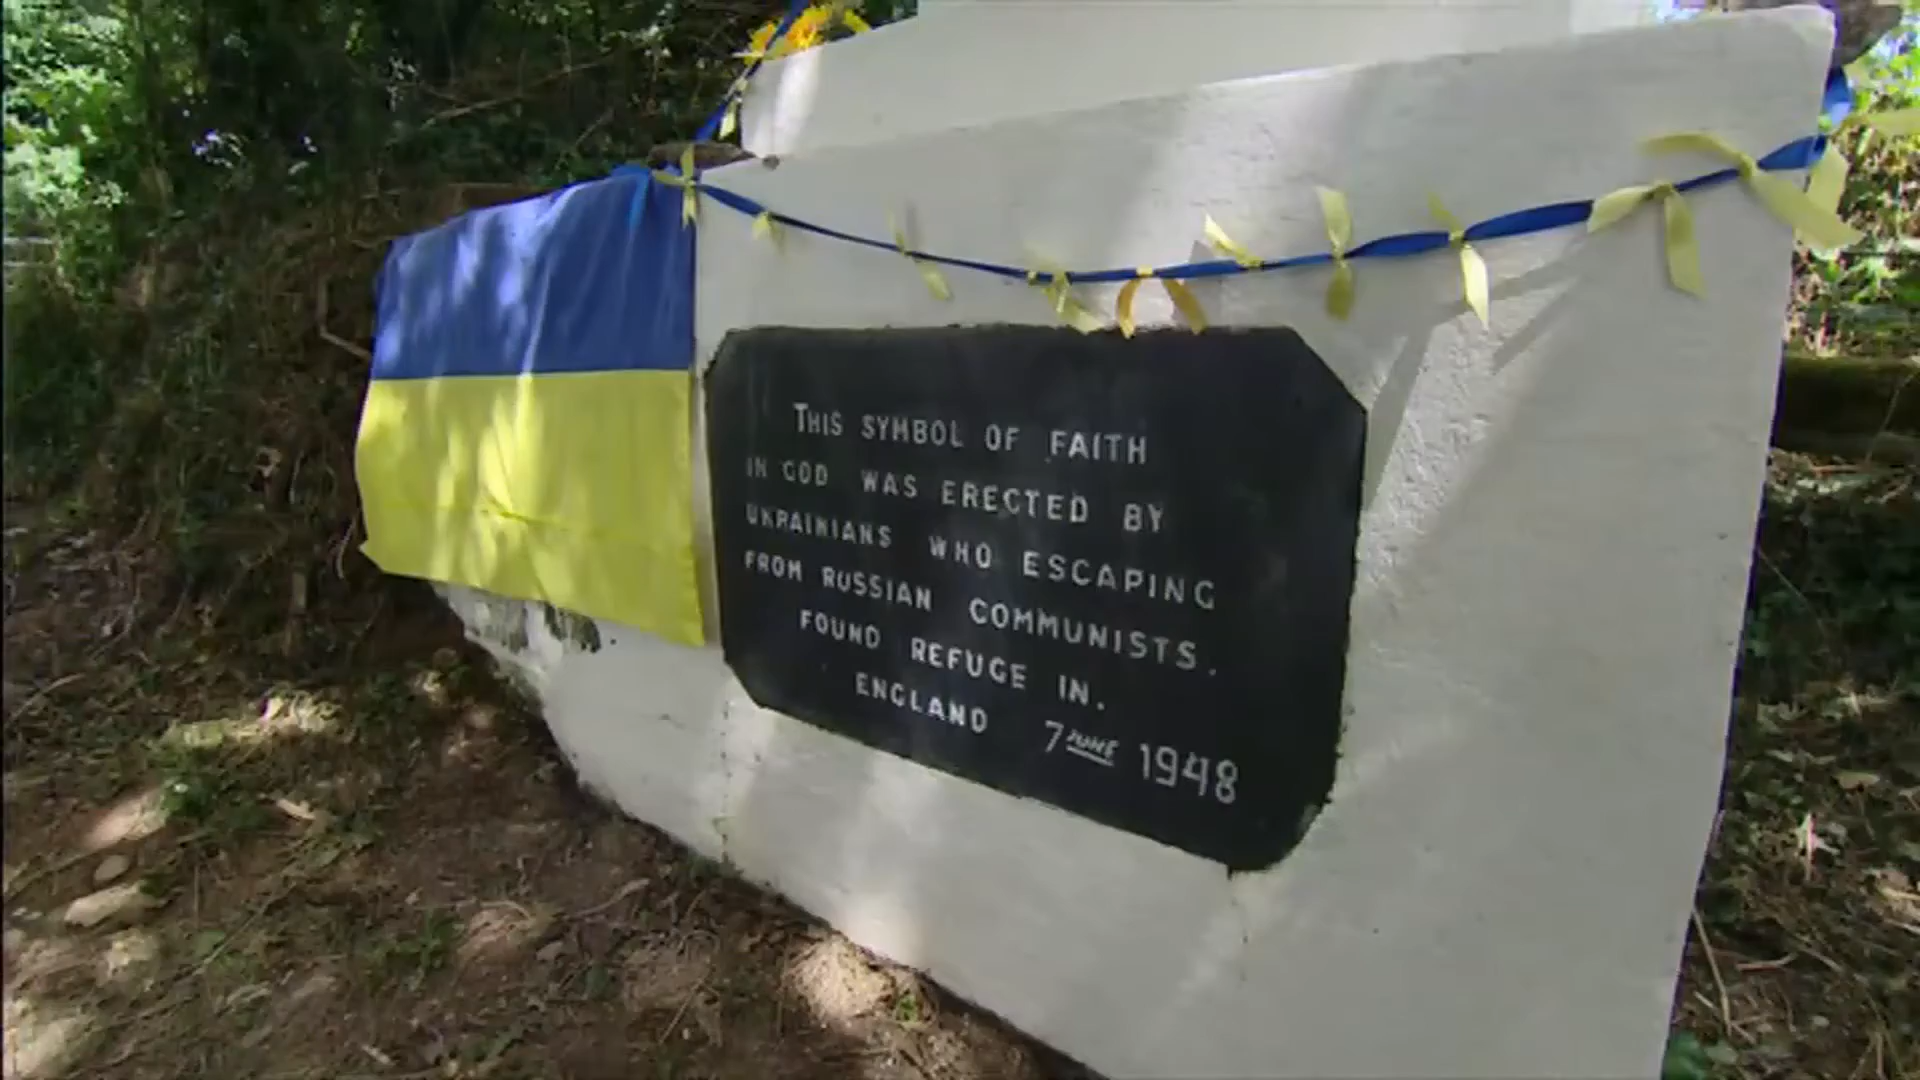 THIS SYMBOL OF FAITH
IN GOD WAS ERECTED BY
UKRAINIANS WHO ESCAPING
FROM RUSSIAN COMMUNISTS.
FOUND REFUGE IN.
ENGLAND 7 JUNE 1948